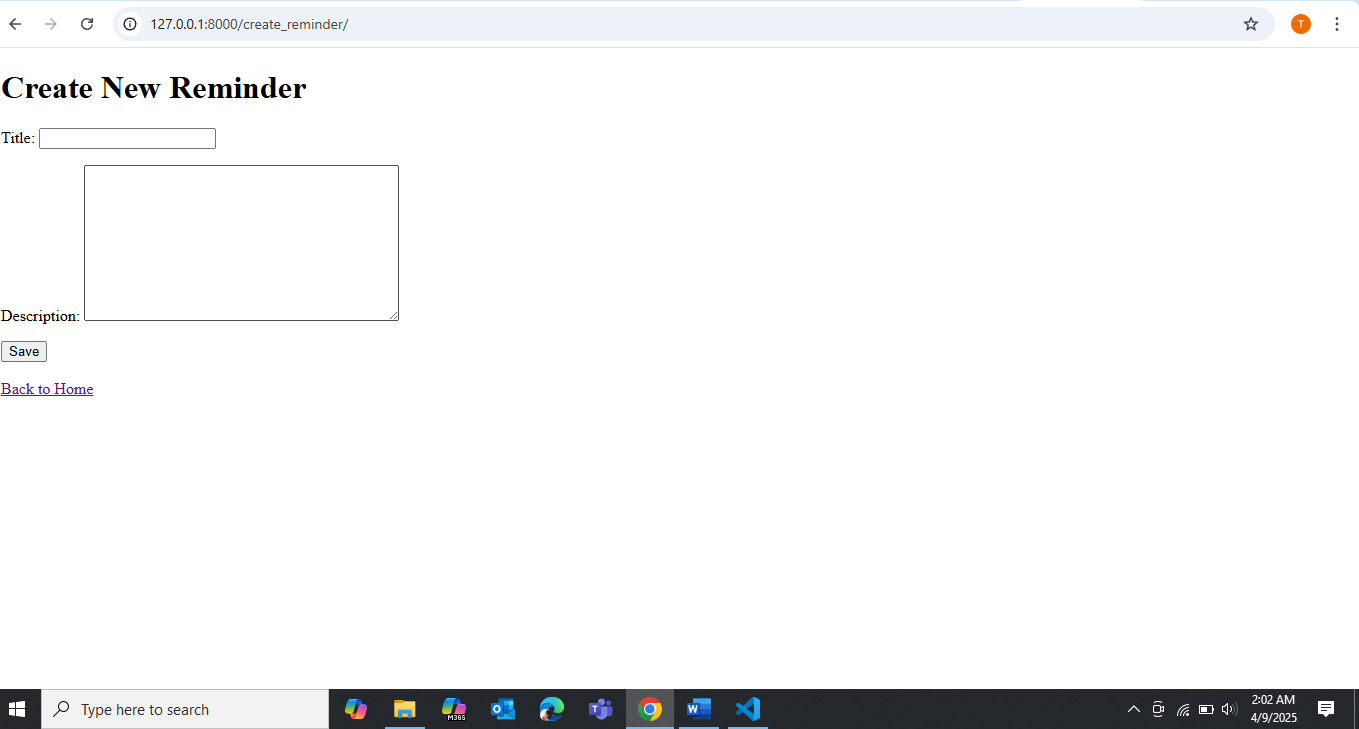 127.0.0.1:8000/create_reminder/
T
Create New Reminder
Title:
Description:
Save
Back to Home
Type here to search
M365
2:02 AM
4/9/2025